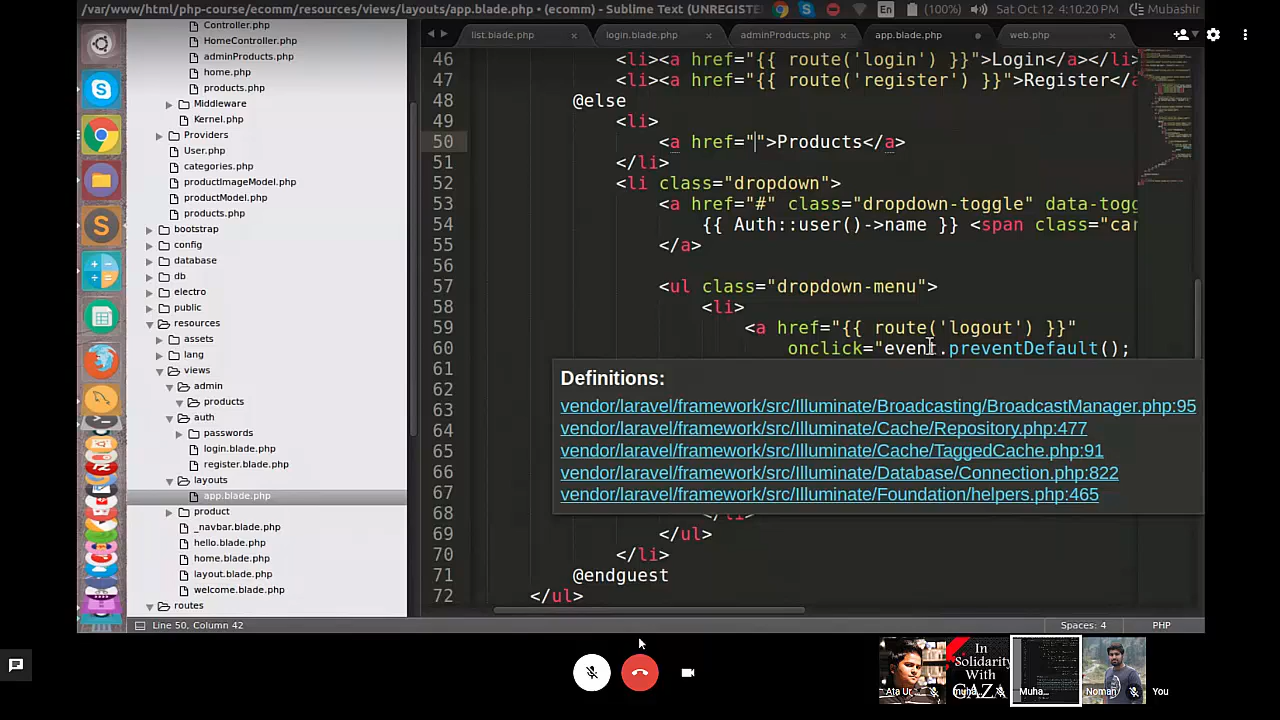 /var/www/html/php-course/ecomm/resources/views/layouts/app.blade.php • (ecomm) - Sublime Text (UNREGISTE
En
(100%)
Sat Oct 12 4:10:20 PM
Mubashir
list.blade.php
login.blade.php
adminProducts.php
app.blade.php
web.php
Controller.php
HomeController.php
adminProducts.php
home.php
products.php
Middleware
Kernel.php
Providers
User.php
categories.php
productImageModel.php
productModel.php
products.php
bootstrap
config
database
db
electro
public
resources
assets
lang
views
admin
products
auth
passwords
login.blade.php
register.blade.php
layouts
app.blade.php
product
_navbar.blade.php
hello.blade.php
home.blade.php
layout.blade.php
welcome.blade.php
routes
46 <li><a href="{{ route('login') }}">Login</a></li>
47 <li><a href="{{ route('register') }}">Register</a
48 @else
49 <li>
50 <a href="">Products</a>
51 </li>
52 <li class="dropdown">
53 <a href="#" class="dropdown-toggle" data-togg
54 {{ Auth::user()->name }} <span class="car
55 </a>
56
57 <ul class="dropdown-menu">
58 <li>
59 <a href="{{ route('logout') }}"
60 onclick="event.preventDefault();
61
62
63
64
65
66
67
68 </li>
69 </ul>
70 </li>
71 @endguest
72 </ul>
Definitions:
vendor/laravel/framework/src/Illuminate/Broadcasting/BroadcastManager.php:95
vendor/laravel/framework/src/Illuminate/Cache/Repository.php:477
vendor/laravel/framework/src/Illuminate/Cache/TaggedCache.php:91
vendor/laravel/framework/src/Illuminate/Database/Connection.php:822
vendor/laravel/framework/src/Illuminate/Foundation/helpers.php:465
Line 50, Column 42
Spaces: 4
PHP
In
Solidarity
With
GAZA
Ata Ur
muha
Muha...
Noman
You